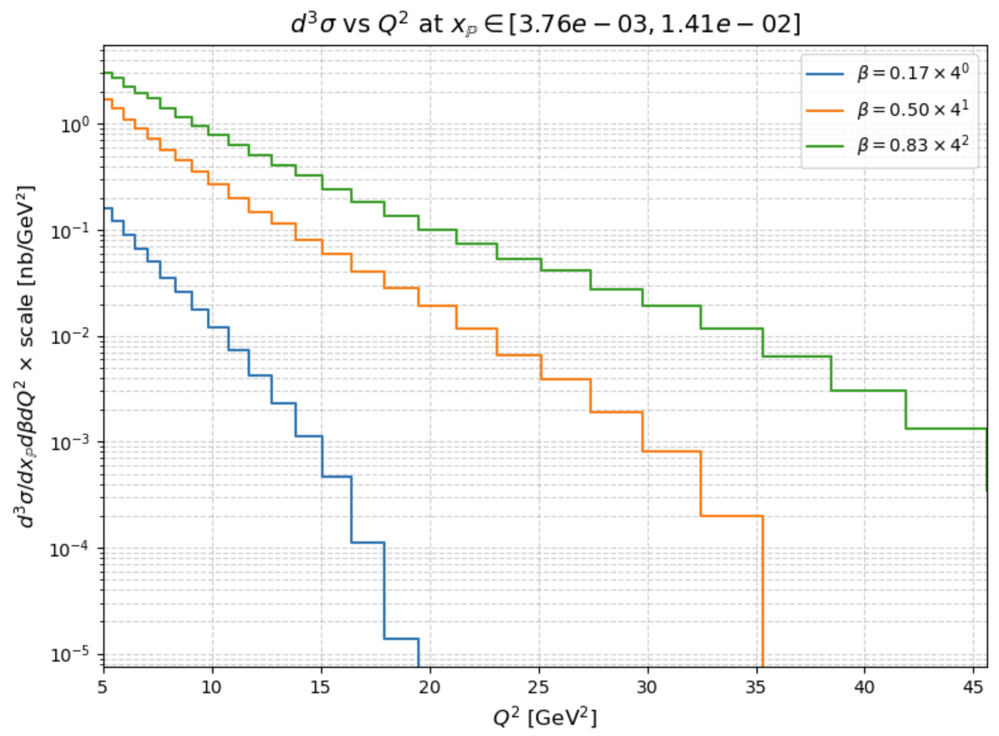 d³σ vs Q² at x_ℙ ∈ [3.76e − 03, 1.41e − 02]
β = 0.17 × 4⁰
β = 0.50 × 4¹
β = 0.83 × 4²
d³σ/dx_ℙdβdQ² × scale [nb/GeV²]
10⁰
10⁻¹
10⁻²
10⁻³
10⁻⁴
10⁻⁵
5 10 15 20 25 30 35 40 45
Q² [GeV²]